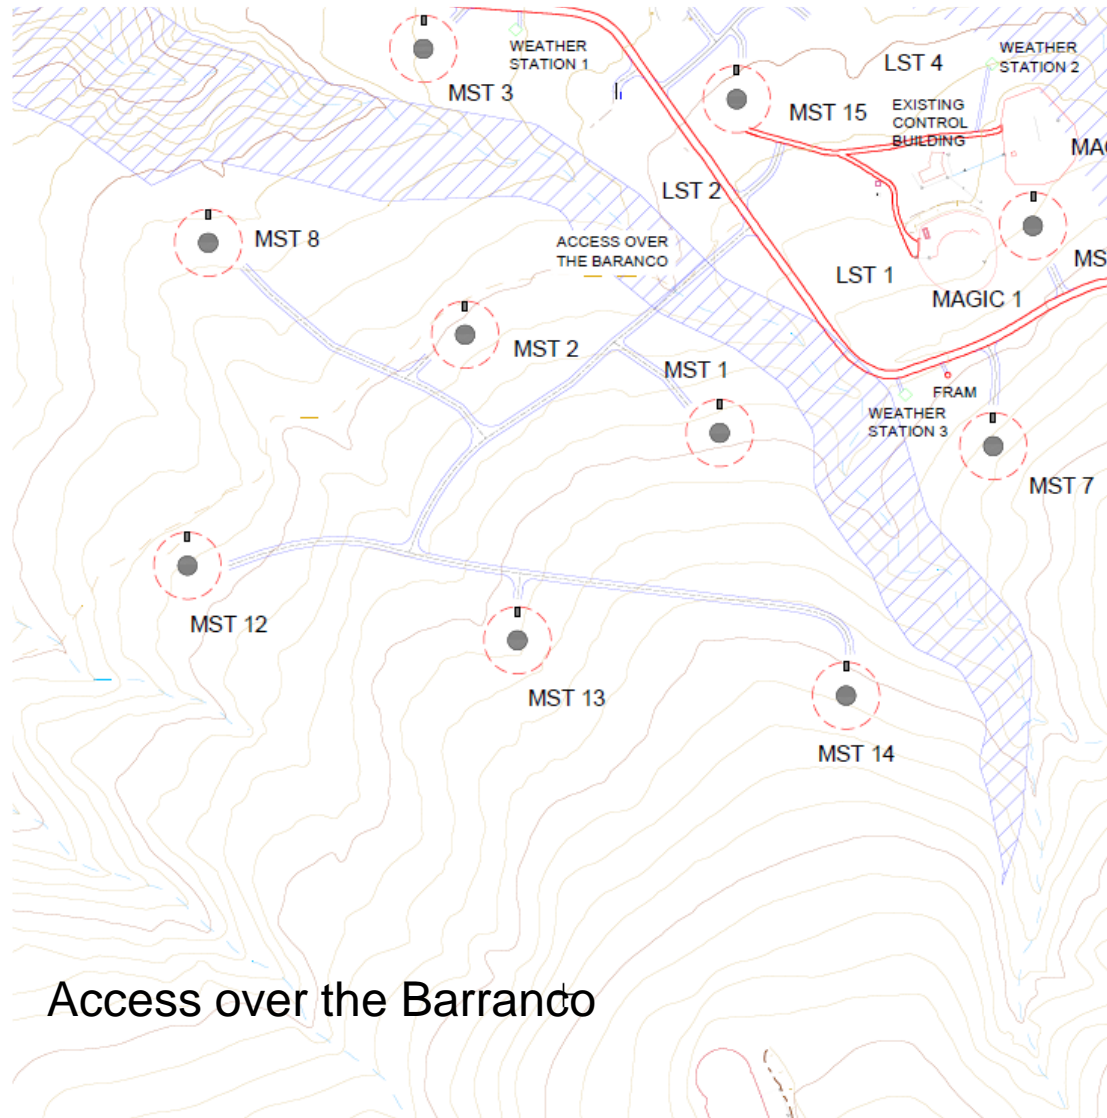 WEATHER
STATION 1
MST 3
LST 4
WEATHER
STATION 2
MST 15
EXISTING
CONTROL
BUILDING
MAG
LST 2
MST 8
ACCESS OVER
THE BARANCO
LST 1
MS
MAGIC 1
MST 2
MST 1
FRAM
WEATHER
STATION 3
MST 7
MST 12
MST 13
MST 14
Access over the Barranco